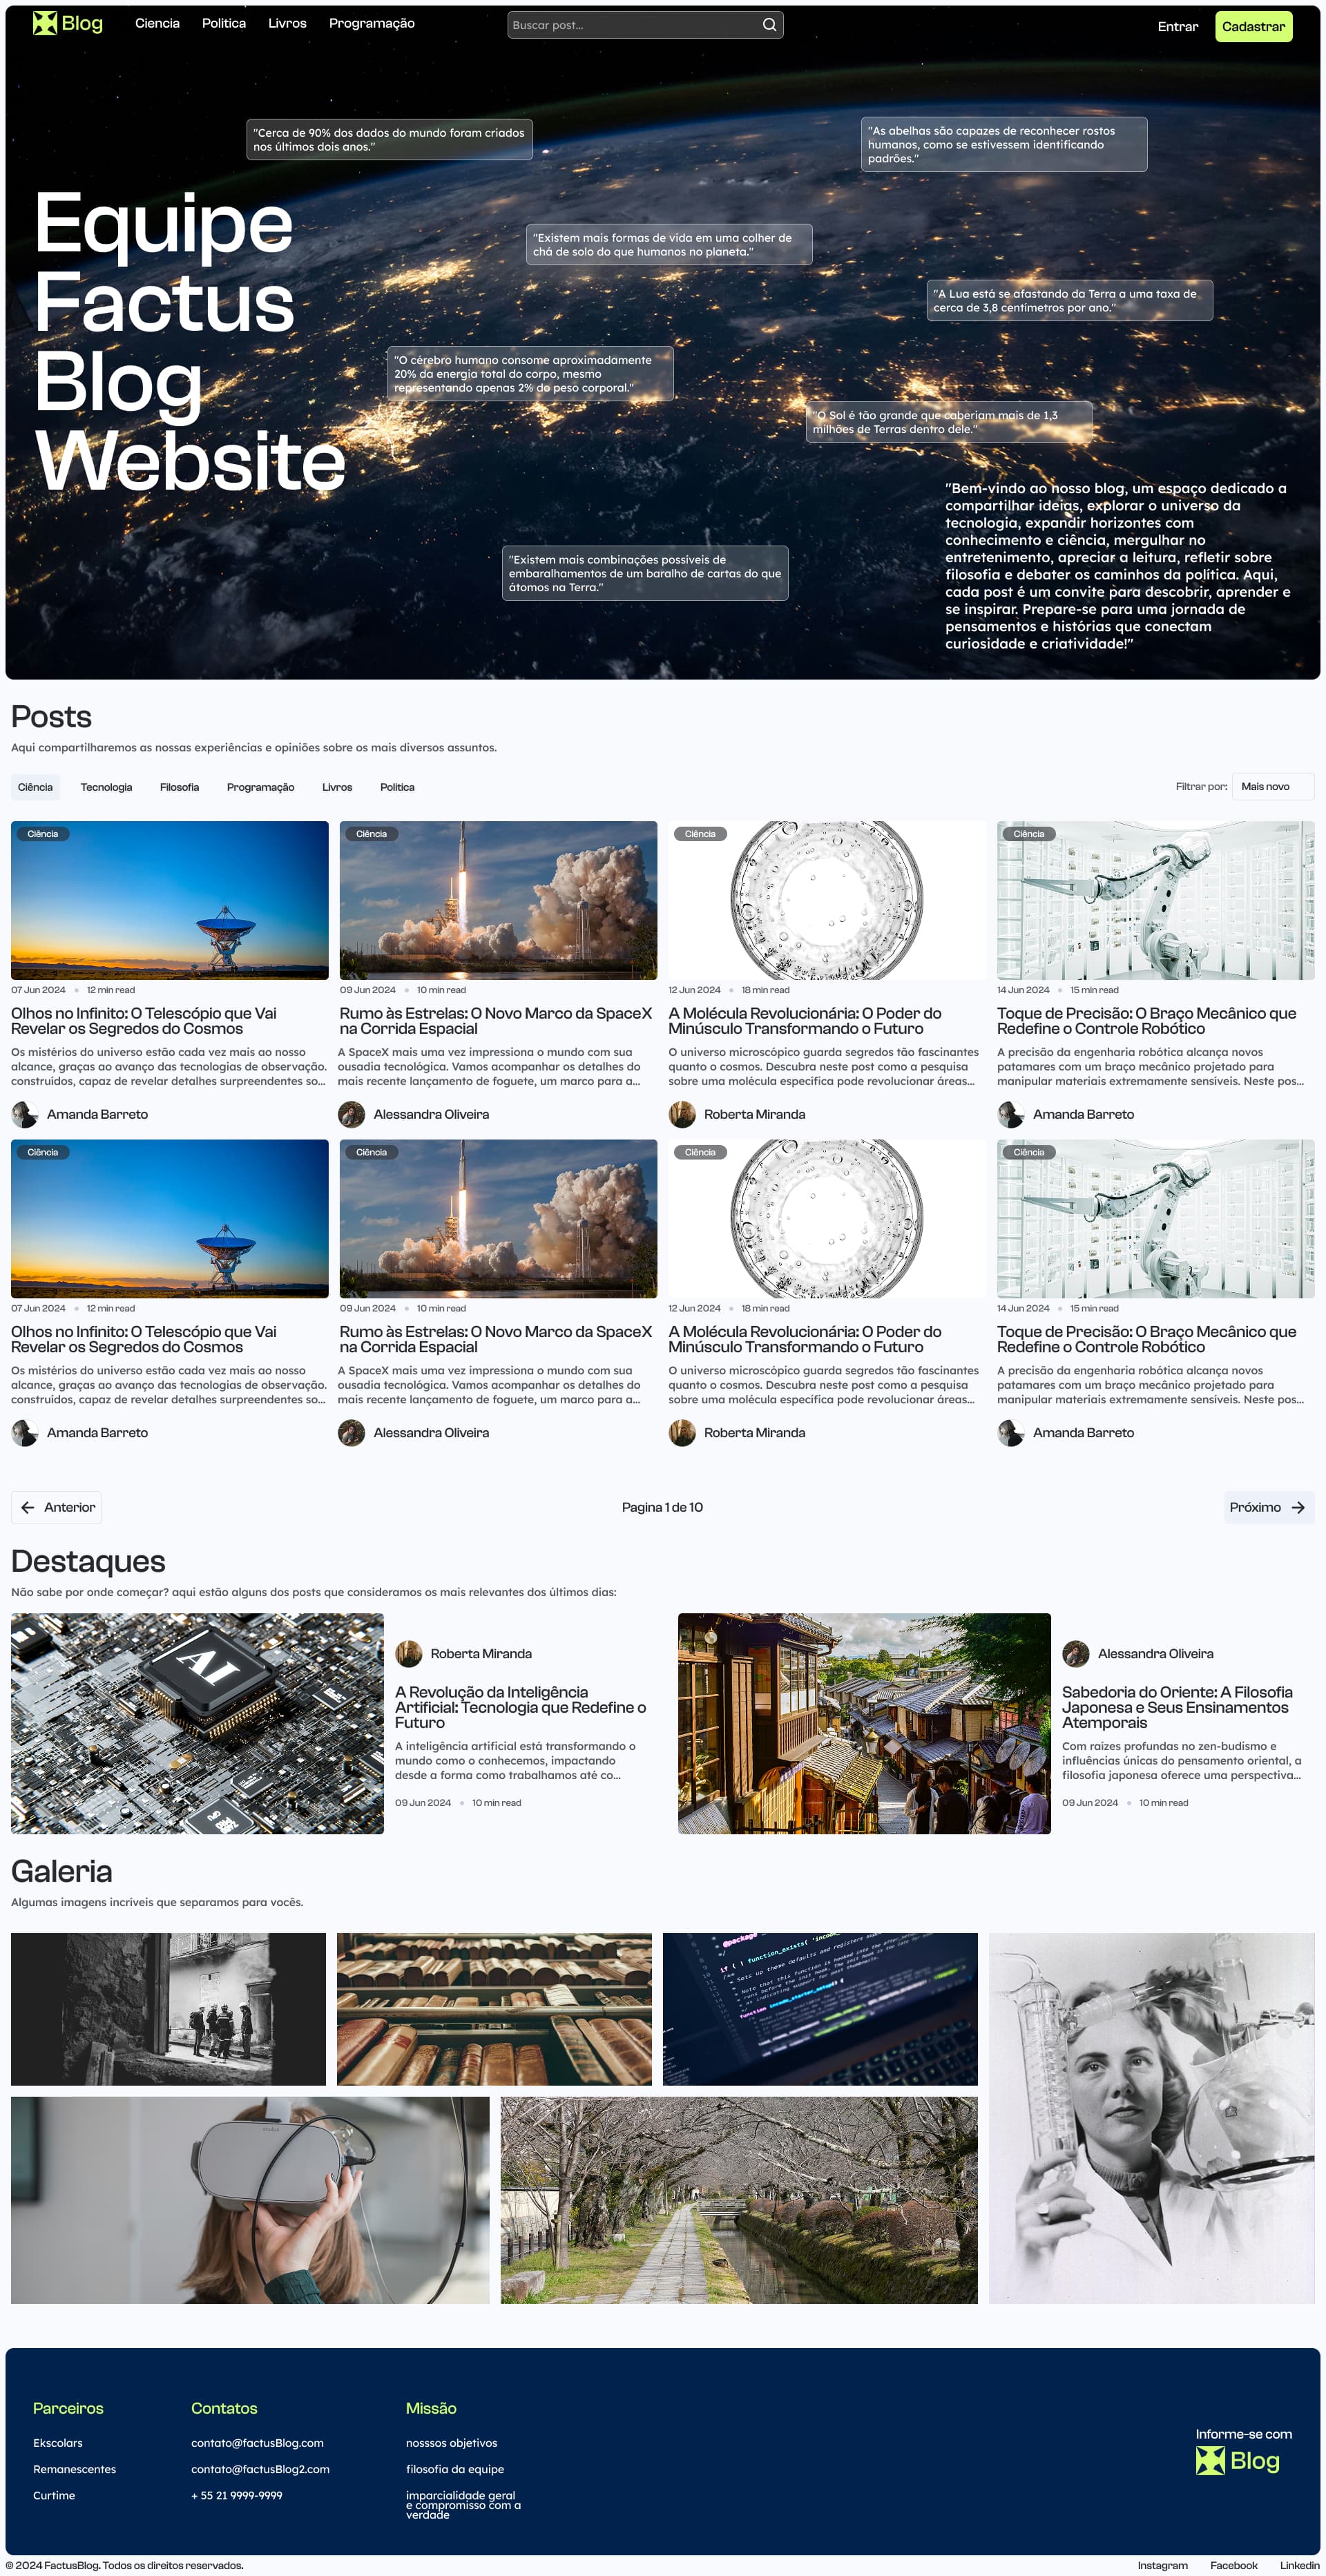 Blog
Ciencia
Politica
Livros
Programação
Buscar post...
Entrar
Cadastrar
"Cerca de 90% dos dados do mundo foram criados
nos últimos dois anos."
"As abelhas são capazes de reconhecer rostos
humanos, como se estivessem identificando
padrões."
Equipe
Factus
Blog
Website
"Existem mais formas de vida em uma colher de
chá de solo do que humanos no planeta."
"A Lua está se afastando da Terra a uma taxa de
cerca de 3,8 centímetros por ano."
"O cérebro humano consome aproximadamente
20% da energia total do corpo, mesmo
representando apenas 2% do peso corporal."
"O Sol é tão grande que caberiam mais de 1,3
milhões de Terras dentro dele."
"Bem-vindo ao nosso blog, um espaço dedicado a
compartilhar ideias, explorar o universo da
tecnologia, expandir horizontes com
conhecimento e ciência, mergulhar no
entretenimento, apreciar a leitura, refletir sobre
filosofia e debater os caminhos da política. Aqui,
cada post é um convite para descobrir, aprender e
se inspirar. Prepare-se para uma jornada de
pensamentos e histórias que conectam
curiosidade e criatividade!"
"Existem mais combinações possíveis de
embaralhamentos de um baralho de cartas do que
átomos na Terra."
Posts
Aqui compartilharemos as nossas experiências e opiniões sobre os mais diversos assuntos.
Ciência
Tecnologia
Filosofia
Programação
Livros
Politica
Filtrar por:
Mais novo
Ciência
07 Jun 2024
12 min read
Olhos no Infinito: O Telescópio que Vai
Revelar os Segredos do Cosmos
Os mistérios do universo estão cada vez mais ao nosso
alcance, graças ao avanço das tecnologias de observação.
construídos, capaz de revelar detalhes surpreendentes so...
Amanda Barreto
Ciência
09 Jun 2024
10 min read
Rumo às Estrelas: O Novo Marco da SpaceX
na Corrida Espacial
A SpaceX mais uma vez impressiona o mundo com sua
ousadia tecnológica. Vamos acompanhar os detalhes do
mais recente lançamento de foguete, um marco para a...
Alessandra Oliveira
Ciência
12 Jun 2024
18 min read
A Molécula Revolucionária: O Poder do
Minúsculo Transformando o Futuro
O universo microscópico guarda segredos tão fascinantes
quanto o cosmos. Descubra neste post como a pesquisa
sobre uma molécula específica pode revolucionar áreas...
Roberta Miranda
Ciência
14 Jun 2024
15 min read
Toque de Precisão: O Braço Mecânico que
Redefine o Controle Robótico
A precisão da engenharia robótica alcança novos
patamares com um braço mecânico projetado para
manipular materiais extremamente sensíveis. Neste pos...
Amanda Barreto
Ciência
07 Jun 2024
12 min read
Olhos no Infinito: O Telescópio que Vai
Revelar os Segredos do Cosmos
Os mistérios do universo estão cada vez mais ao nosso
alcance, graças ao avanço das tecnologias de observação.
construídos, capaz de revelar detalhes surpreendentes so...
Amanda Barreto
Ciência
09 Jun 2024
10 min read
Rumo às Estrelas: O Novo Marco da SpaceX
na Corrida Espacial
A SpaceX mais uma vez impressiona o mundo com sua
ousadia tecnológica. Vamos acompanhar os detalhes do
mais recente lançamento de foguete, um marco para a...
Alessandra Oliveira
Ciência
12 Jun 2024
18 min read
A Molécula Revolucionária: O Poder do
Minúsculo Transformando o Futuro
O universo microscópico guarda segredos tão fascinantes
quanto o cosmos. Descubra neste post como a pesquisa
sobre uma molécula específica pode revolucionar áreas...
Roberta Miranda
Ciência
14 Jun 2024
15 min read
Toque de Precisão: O Braço Mecânico que
Redefine o Controle Robótico
A precisão da engenharia robótica alcança novos
patamares com um braço mecânico projetado para
manipular materiais extremamente sensíveis. Neste pos...
Amanda Barreto
Anterior
Pagina 1 de 10
Próximo
Destaques
Não sabe por onde começar? aqui estão alguns dos posts que consideramos os mais relevantes dos últimos dias:
AI
Roberta Miranda
A Revolução da Inteligência
Artificial: Tecnologia que Redefine o
Futuro
A inteligência artificial está transformando o
mundo como o conhecemos, impactando
desde a forma como trabalhamos até co...
09 Jun 2024
10 min read
Alessandra Oliveira
Sabedoria do Oriente: A Filosofia
Japonesa e Seus Ensinamentos
Atemporais
Com raízes profundas no zen-budismo e
influências únicas do pensamento oriental, a
filosofia japonesa oferece uma perspectiva...
09 Jun 2024
10 min read
Galeria
Algumas imagens incríveis que separamos para vocês.
@package
if ( ! function_exists(
* Sets up theme defaults and registers
* Note that this function is hooked into the
* runs before the init hook. The init hook is
* as indicating support for post thumbnails.
Parceiros
Ekscolars
Remanescentes
Curtime
Contatos
contato@factusBlog.com
contato@factusBlog2.com
+ 55 21 9999-9999
Missão
nosssos objetivos
filosofia da equipe
imparcialidade geral
e compromisso com a
verdade
Informe-se com
Blog
© 2024 FactusBlog. Todos os direitos reservados.
Instagram
Facebook
Linkedin